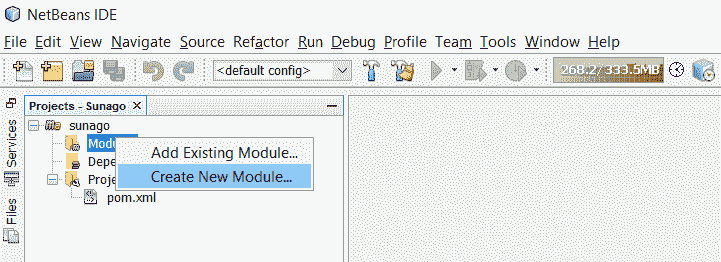 NetBeans IDE
File Edit View Navigate Source Refactor Run Debug Profile Team Tools Window Help
<default config> 268.2/333.5MB
Projects - Sunago
Services
Files
sunago
Modu
Add Existing Module...
Depe
Create New Module...
Proje
pom.xml